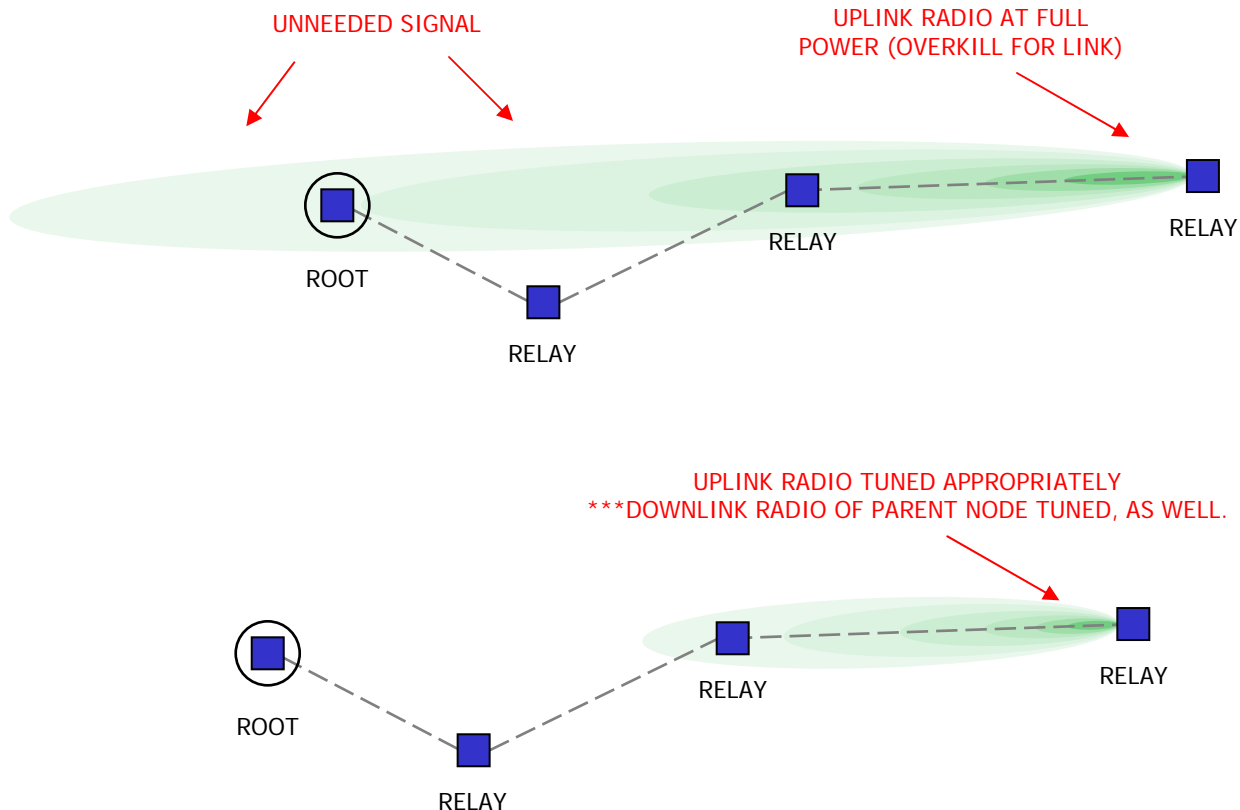 UNNEEDED SIGNAL
UPLINK RADIO AT FULL
POWER (OVERKILL FOR LINK)
RELAY
RELAY
ROOT
RELAY
UPLINK RADIO TUNED APPROPRIATELY
***DOWNLINK RADIO OF PARENT NODE TUNED, AS WELL.
RELAY
RELAY
ROOT
RELAY